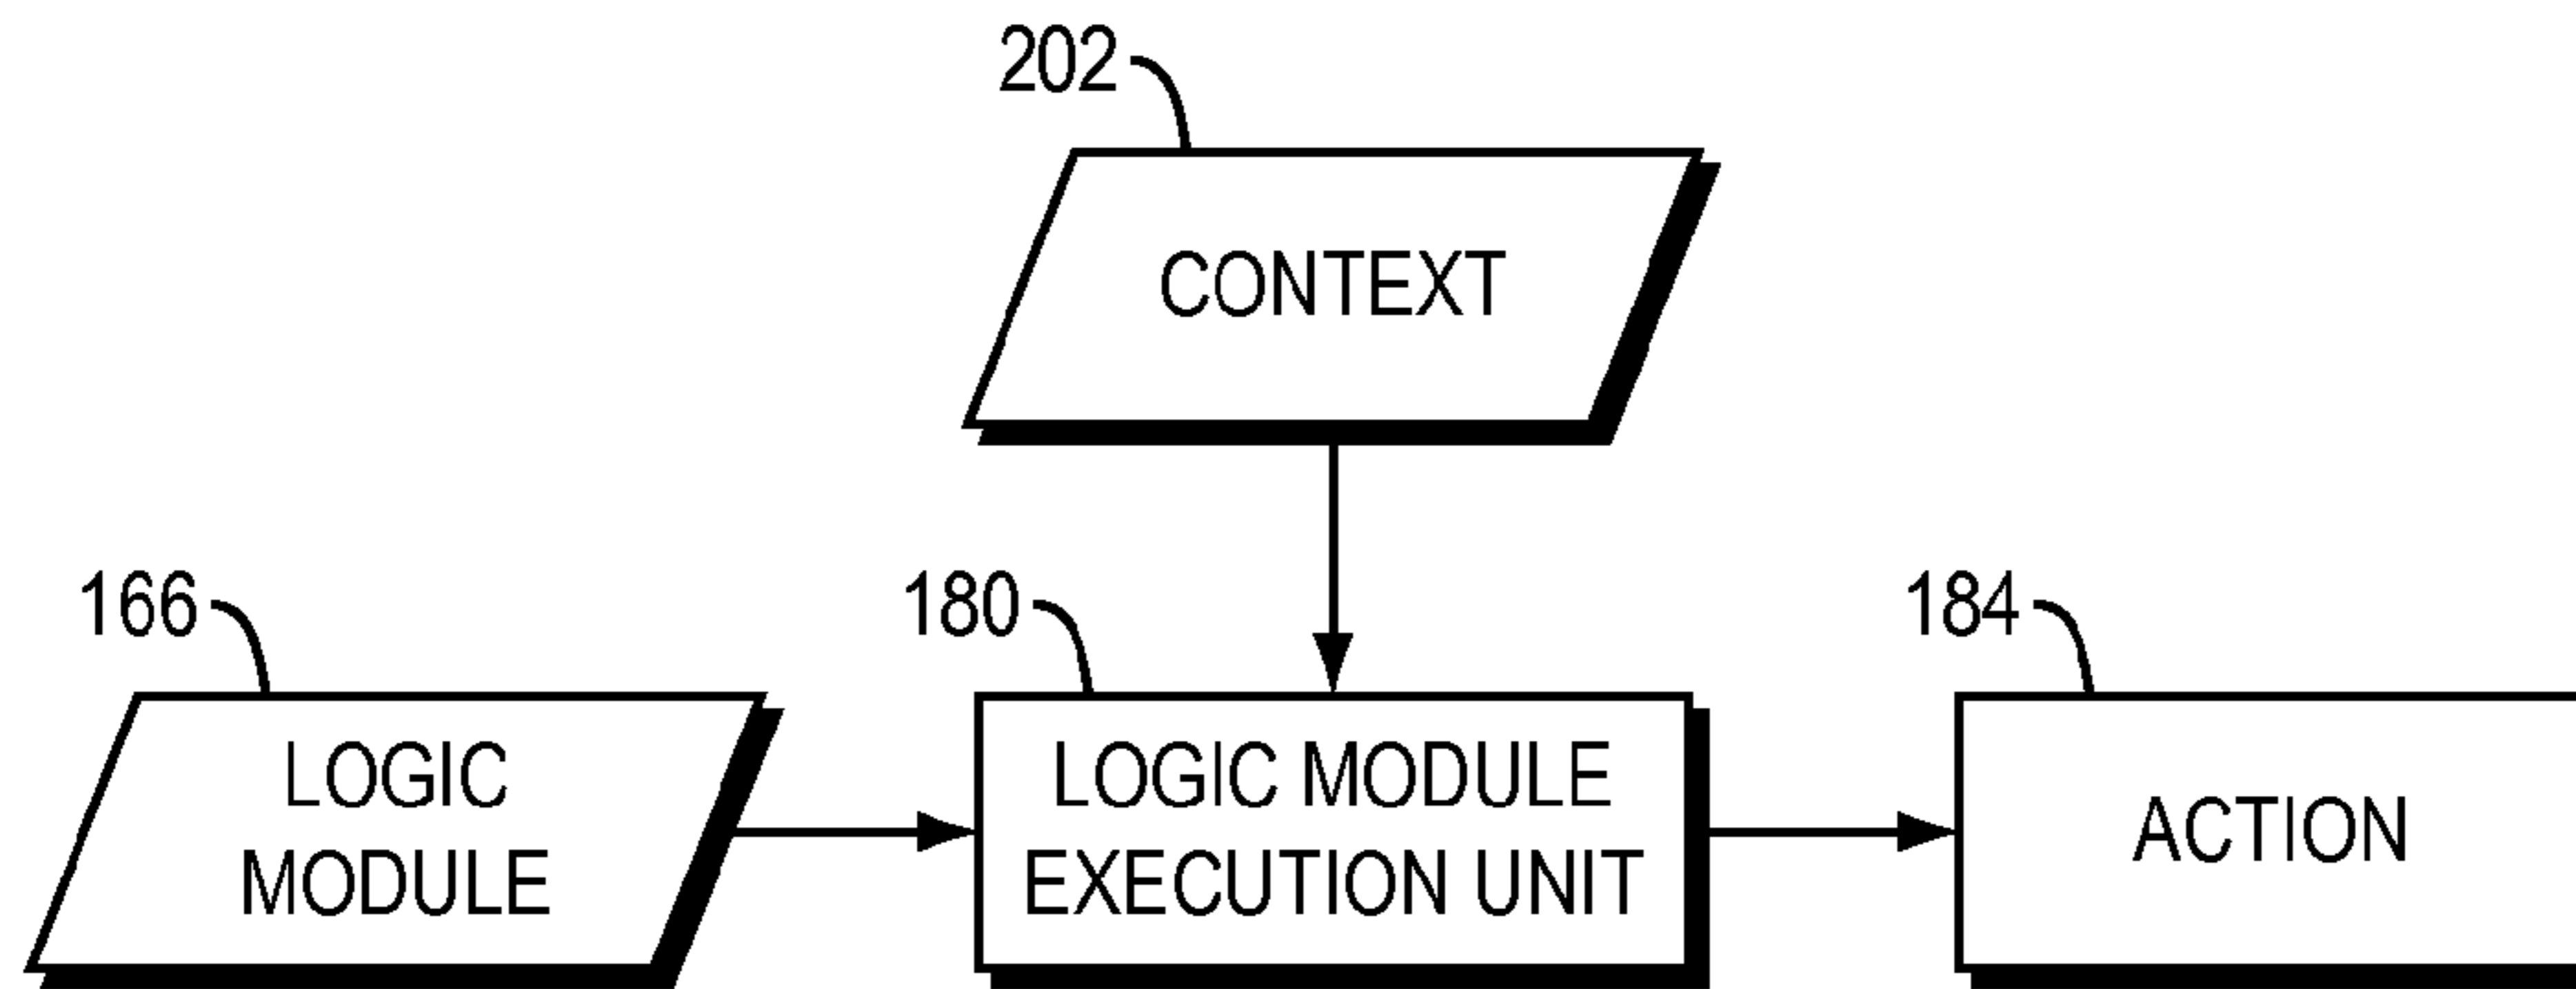 202
CONTEXT
166
180
184
LOGIC
MODULE
LOGIC MODULE
EXECUTION UNIT
ACTION